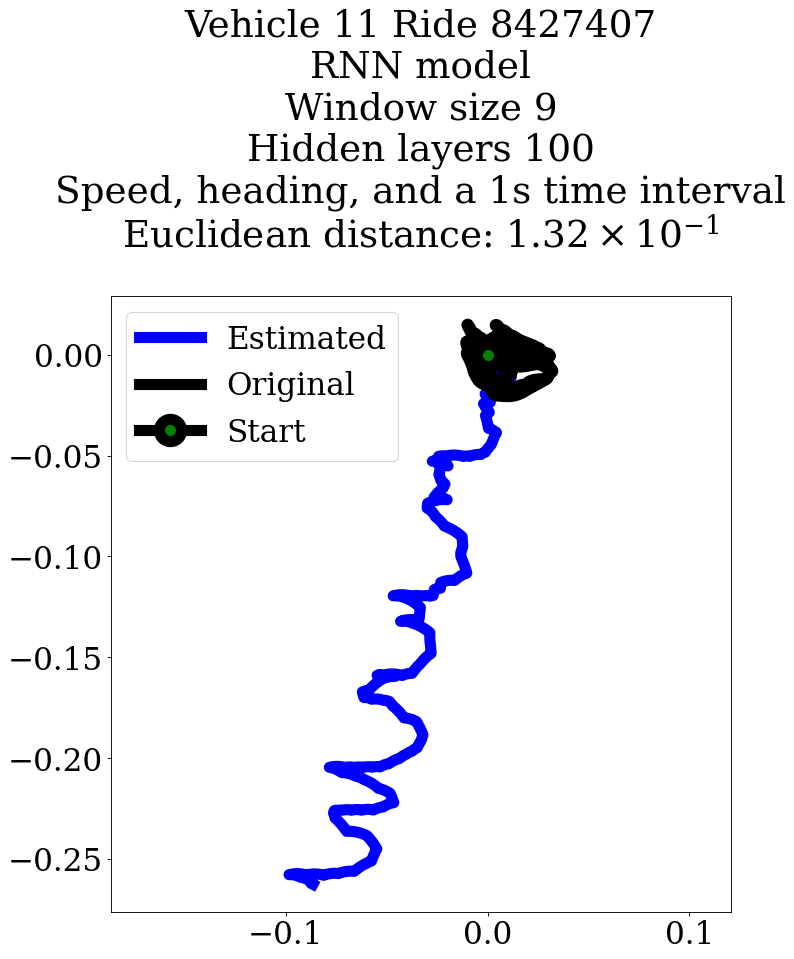 Vehicle 11 Ride 8427407
RNN model
Window size 9
Hidden layers 100
Speed, heading, and a 1s time interval
Euclidean distance: 1.32 × 10⁻¹
Estimated
Original
Start
0.00
−0.05
−0.10
−0.15
−0.20
−0.25
−0.1 0.0 0.1